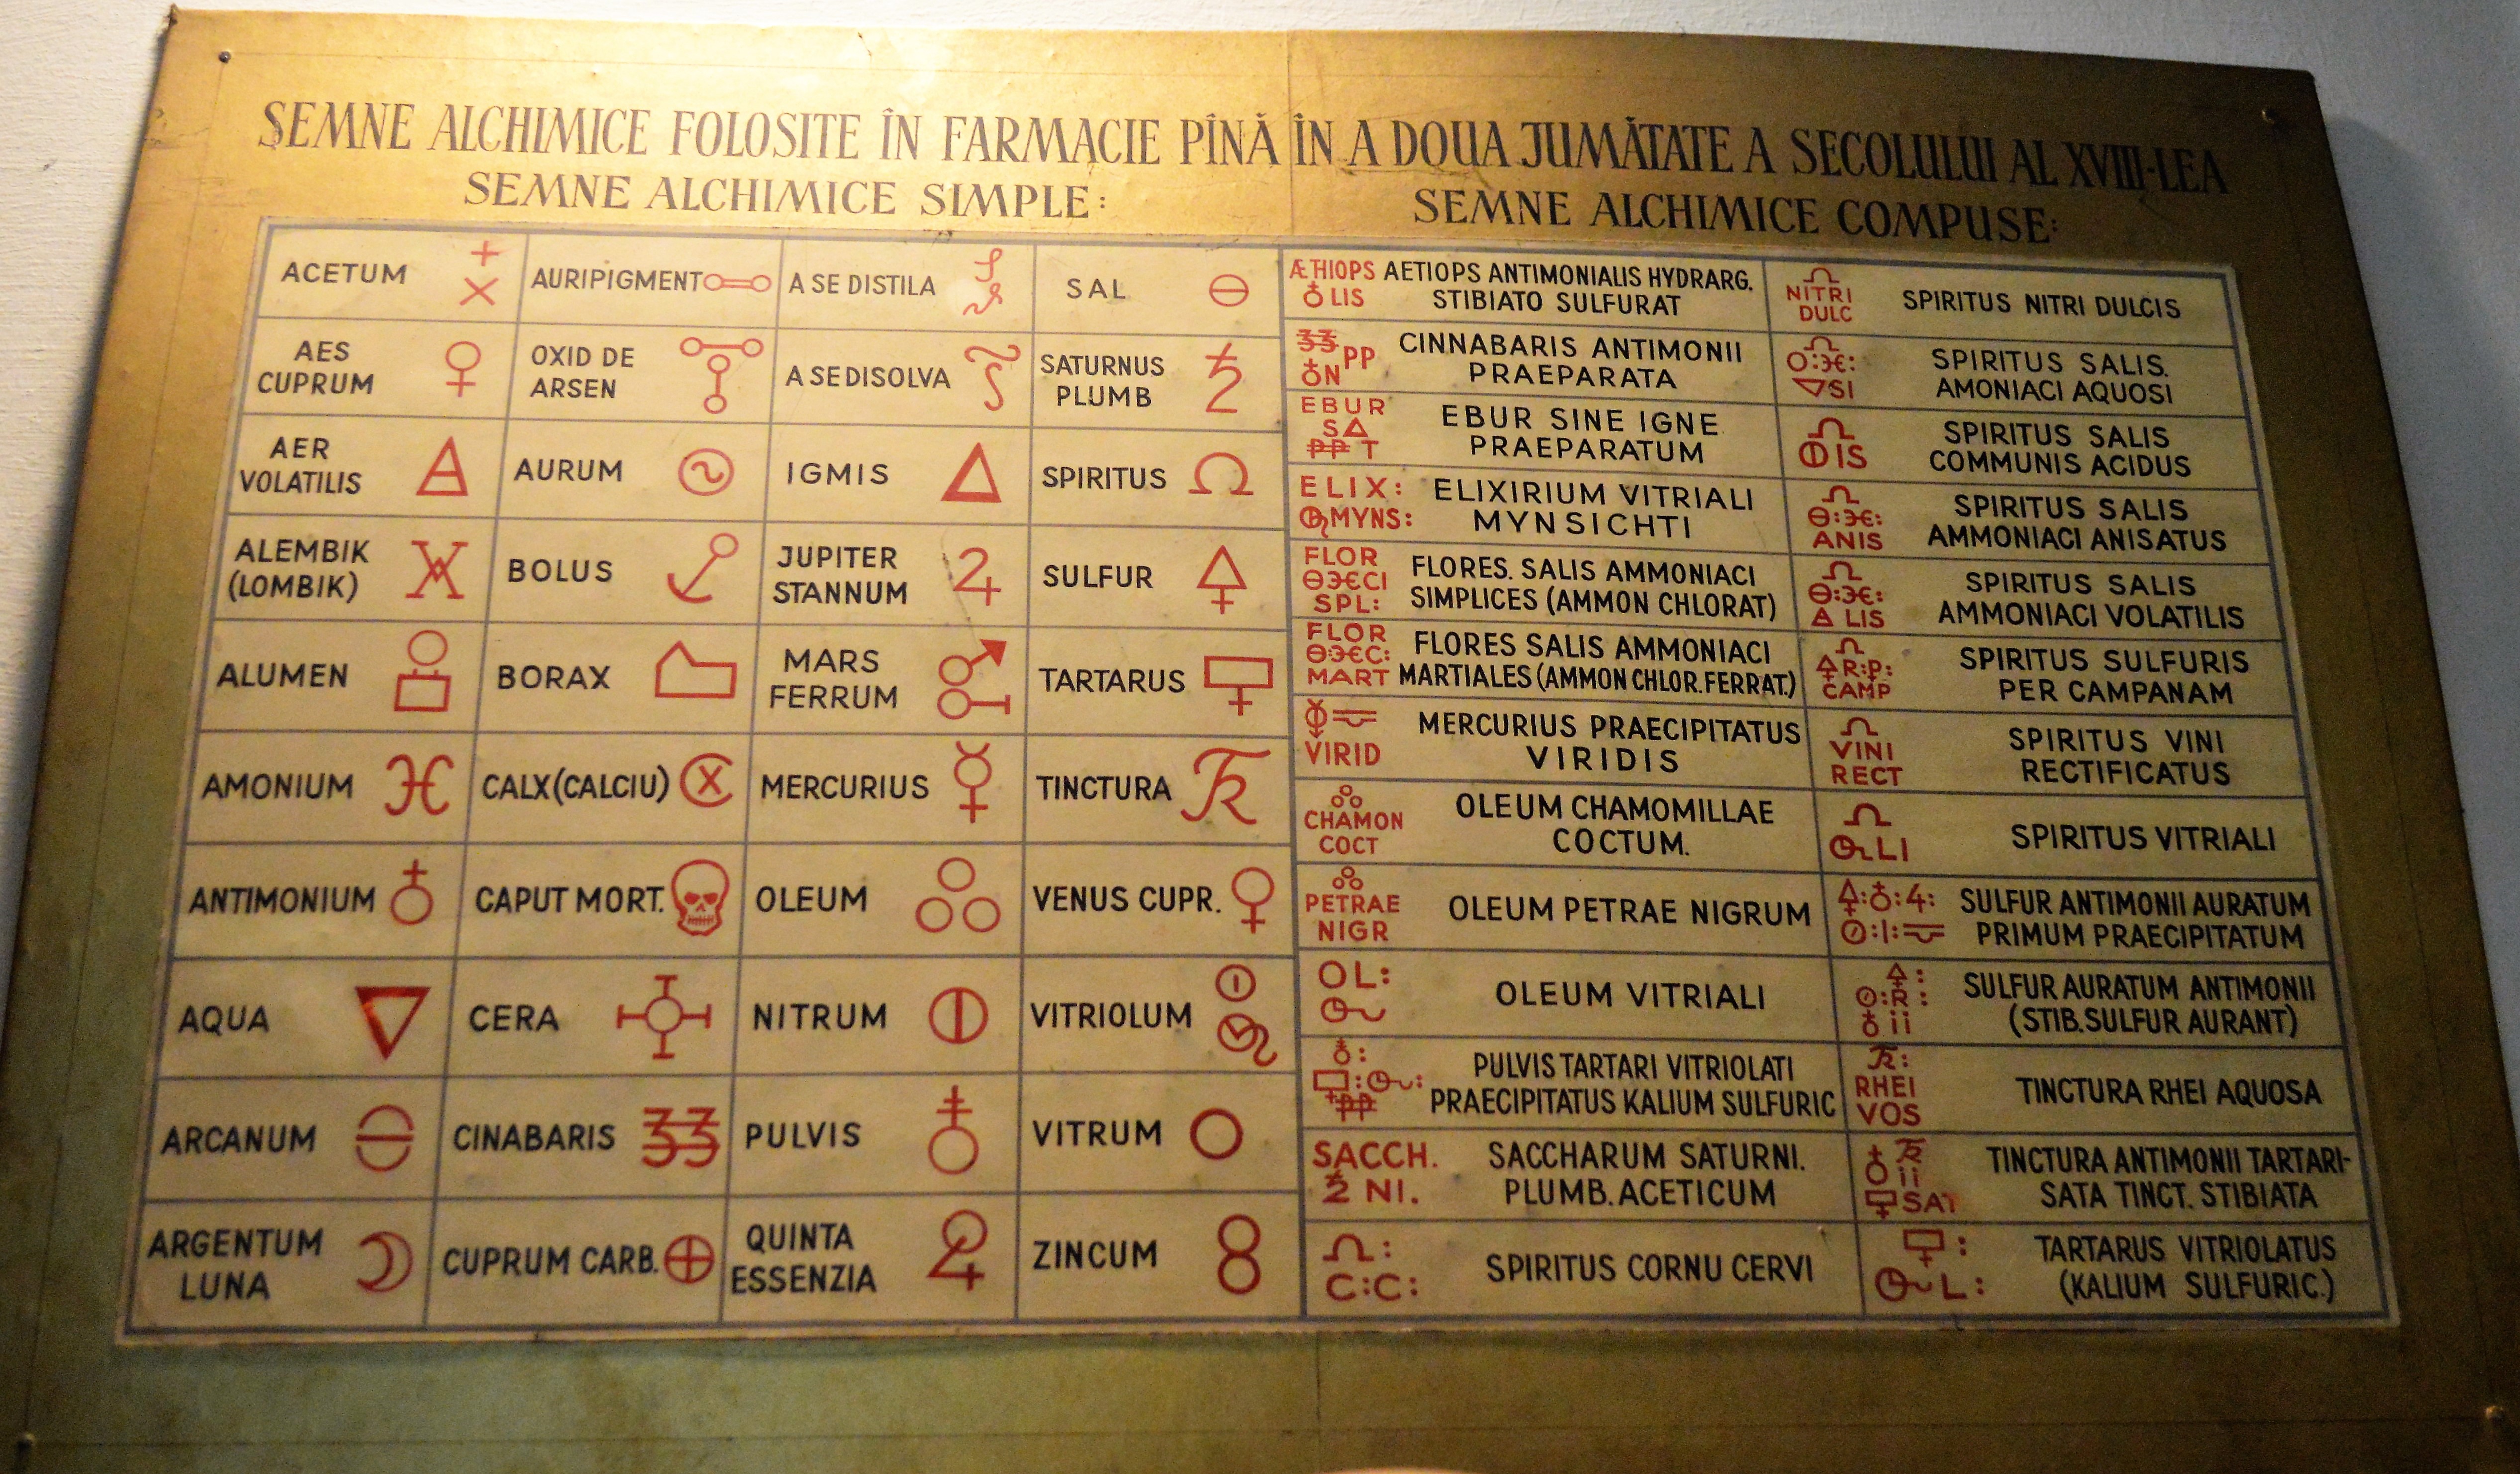 SEMNE ALCHIMICE FOLOSITE ÎN FARMACIE PÎNĂ ÎN A DOUA JUMĂTATE A SECOLULUI AL XVIII-LEA
SEMNE ALCHIMICE SIMPLE:
ACETUM
AURIPIGMENT
A SE DISTILA
SAL
AES
CUPRUM
OXID DE
ARSEN
A SE DISOLVA
SATURNUS
PLUMB
AER
VOLATILIS
AURUM
IGMIS
SPIRITUS
ALEMBIK
(LOMBIK)
BOLUS
JUPITER
STANNUM
SULFUR
ALUMEN
BORAX
MARS
FERRUM
TARTARUS
AMONIUM
CALX (CALCIU)
MERCURIUS
TINCTURA
ANTIMONIUM
CAPUT MORT.
OLEUM
VENUS CUPR.
AQUA
CERA
NITRUM
VITRIOLUM
ARCANUM
CINABARIS
PULVIS
VITRUM
ARGENTUM
LUNA
CUPRUM CARB.
QUINTA
ESSENZIA
ZINCUM
SEMNE ALCHIMICE COMPUSE:
ÆTHIOPS
♁ LIS
AETIOPS ANTIMONIALIS HYDRARG.
STIBIATO SULFURAT
NITRI
DULC
SPIRITUS NITRI DULCIS
PP
♁N
CINNABARIS ANTIMONII
PRAEPARATA
SI
SPIRITUS SALIS.
AMONIACI AQUOSI
EBUR
S△
PP T
EBUR SINE IGNE
PRAEPARATUM
IS
SPIRITUS SALIS
COMMUNIS ACIDUS
ELIX:
MYNS:
ELIXIRIUM VITRIALI
MYNSICHTI
ANIS
SPIRITUS SALIS
AMMONIACI ANISATUS
FLOR
CI
SPL:
FLORES. SALIS AMMONIACI
SIMPLICES (AMMON CHLORAT)
△ LIS
SPIRITUS SALIS
AMMONIACI VOLATILIS
FLOR
C:
MART
FLORES SALIS AMMONIACI
MARTIALES (AMMON CHLOR. FERRAT.)
R:P:
CAMP
SPIRITUS SULFURIS
PER CAMPANAM
VIRID
MERCURIUS PRAECIPITATUS
VIRIDIS
VINI
RECT
SPIRITUS VINI
RECTIFICATUS
CHAMON
COCT
OLEUM CHAMOMILLAE
COCTUM.
LI
SPIRITUS VITRIALI
PETRAE
NIGR
OLEUM PETRAE NIGRUM
SULFUR ANTIMONII AURATUM
PRIMUM PRAECIPITATUM
OL:
OLEUM VITRIALI
R:
ii
SULFUR AURATUM ANTIMONII
(STIB. SULFUR AURANT)
PP
PULVIS TARTARI VITRIOLATI
PRAECIPITATUS KALIUM SULFURIC
RHEI
VOS
TINCTURA RHEI AQUOSA
SACCH.
NI.
SACCHARUM SATURNI.
PLUMB. ACETICUM
ii
SAT
TINCTURA ANTIMONII TARTARI-
SATA TINCT. STIBIATA
C:C:
SPIRITUS CORNU CERVI
L:
TARTARUS VITRIOLATUS
(KALIUM SULFURIC.)